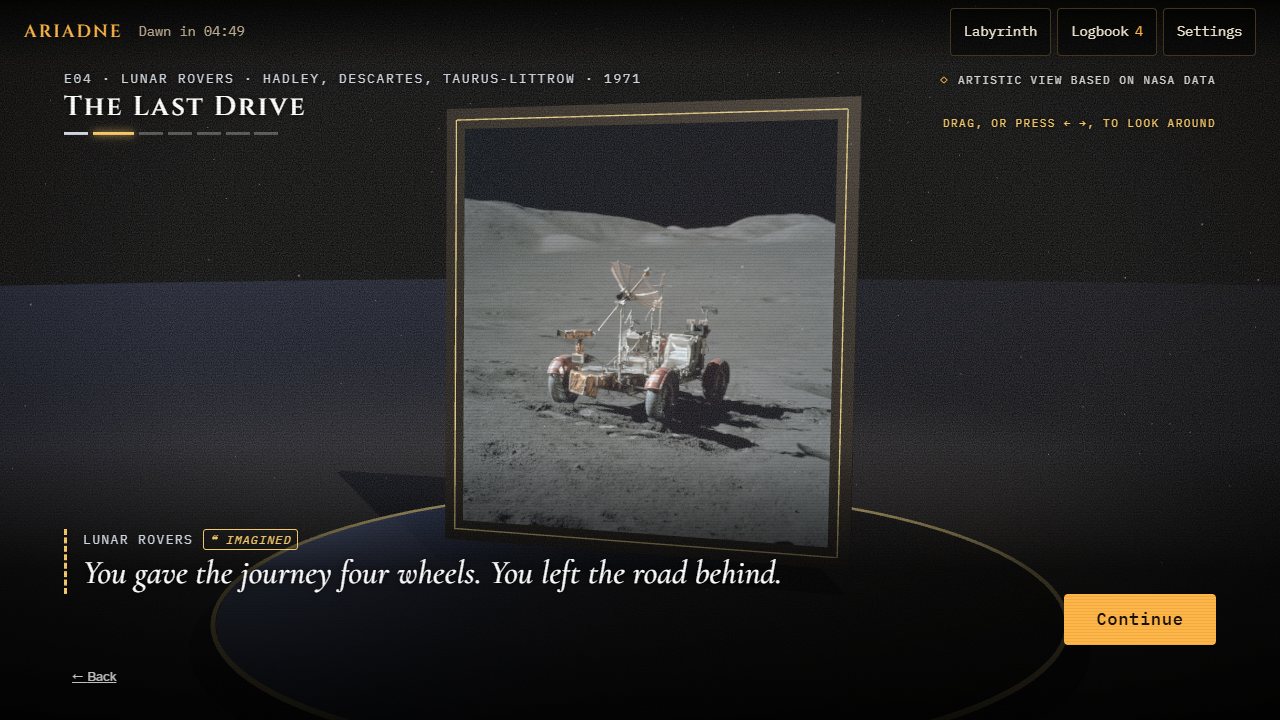 ARIADNE Dawn in 04:49 Labyrinth Logbook 4 Settings
E04 · LUNAR ROVERS · HADLEY, DESCARTES, TAURUS-LITTROW · 1971
◇ ARTISTIC VIEW BASED ON NASA DATA
The Last Drive
DRAG, OR PRESS ← →, TO LOOK AROUND
LUNAR ROVERS ❝ IMAGINED
You gave the journey four wheels. You left the road behind.
Continue
← Back